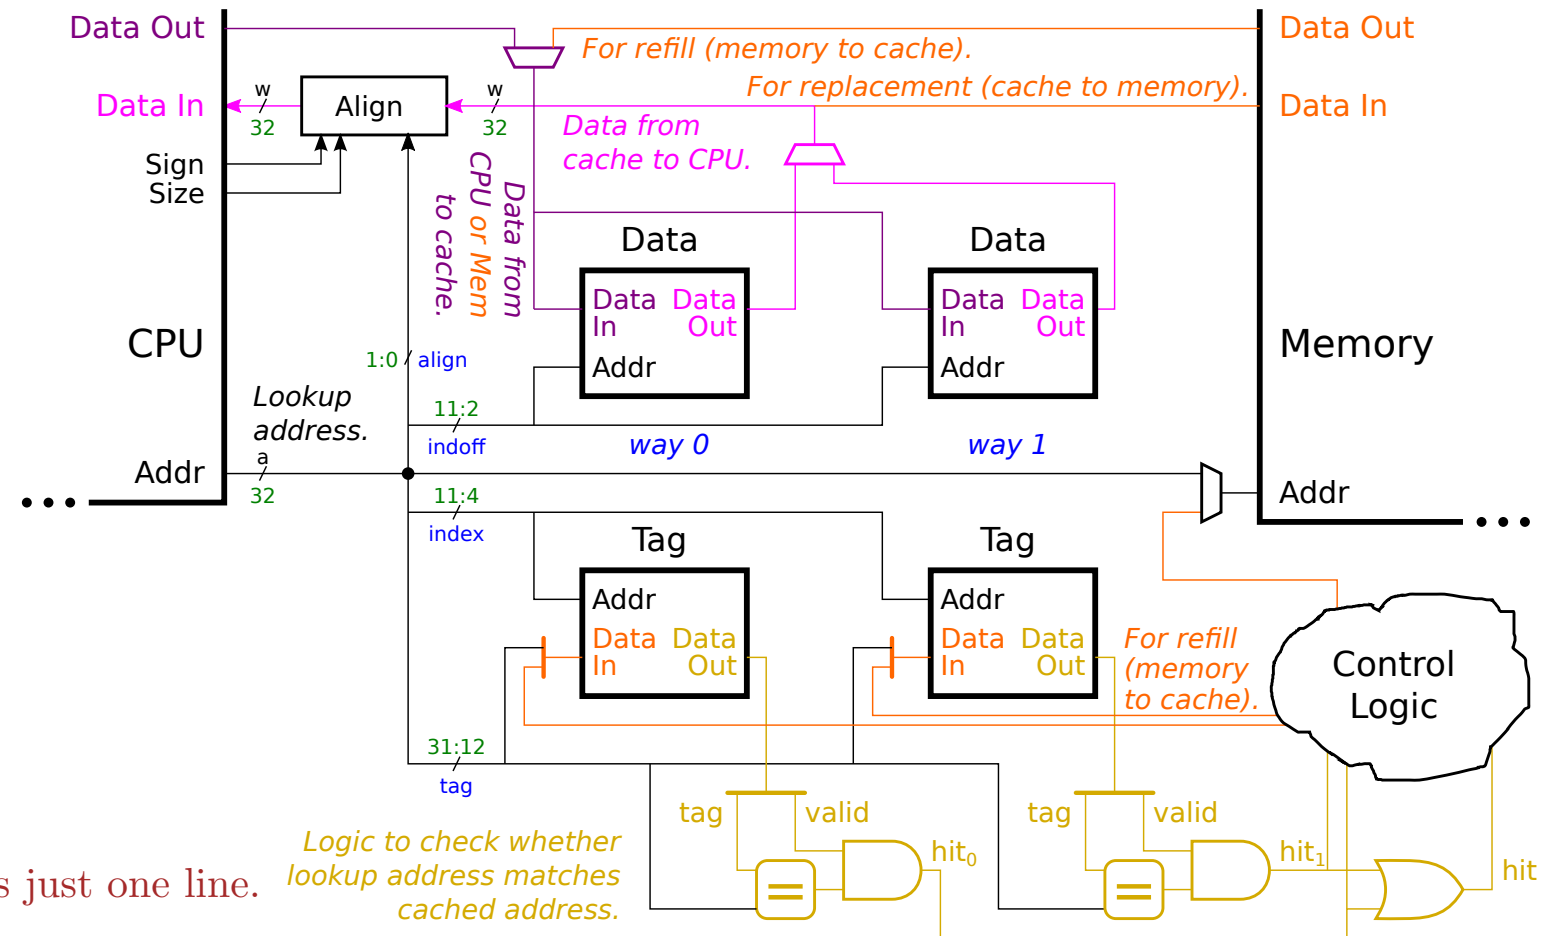 Data Out
Data Out
For refill (memory to cache).
For replacement (cache to memory).
w
w
Data In
Align
Data In
32
32
Data from
cache to CPU.
Sign
Size
Data from
CPU or Mem
to cache.
Data
Data
Data
In
Data
Out
Data
In
Data
Out
CPU
Memory
1:0
align
Addr
Addr
Lookup
address.
11:2
indoff
way 0
way 1
a
Addr
32
Addr
11:4
index
Tag
Tag
Addr
Addr
Data
In
Data
Out
Data
In
Data
Out
For refill
(memory
to cache).
Control
Logic
31:12
tag
tag
valid
tag
valid
Logic to check whether
lookup address matches
cached address.
=
hit0
=
hit1
hit
s just one line.